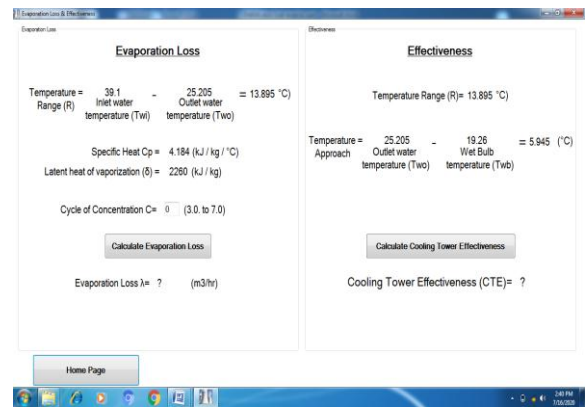 Evaporation Loss & Effectiveness
Evaporation Loss
Evaporation Loss
Temperature Range (R) = 39.1 Inlet water temperature (Twi) - 25.205 Outlet water temperature (Two) = 13.895 °C)
Specific Heat Cp = 4.184 (kJ / kg / °C)
Latent heat of vaporization (δ) = 2260 (kJ / kg)
Cycle of Concentration C= 0 (3.0. to 7.0)
Calculate Evaporation Loss
Evaporation Loss λ= ? (m3/hr)
Effectiveness
Effectiveness
Temperature Range (R)= 13.895 °C)
Temperature Approach = 25.205 Outlet water temperature (Two) - 19.26 Wet Bulb temperature (Twb) = 5.945 (°C)
Calculate Cooling Tower Effectiveness
Cooling Tower Effectiveness (CTE)= ?
Home Page
2:40 PM
7/16/2020